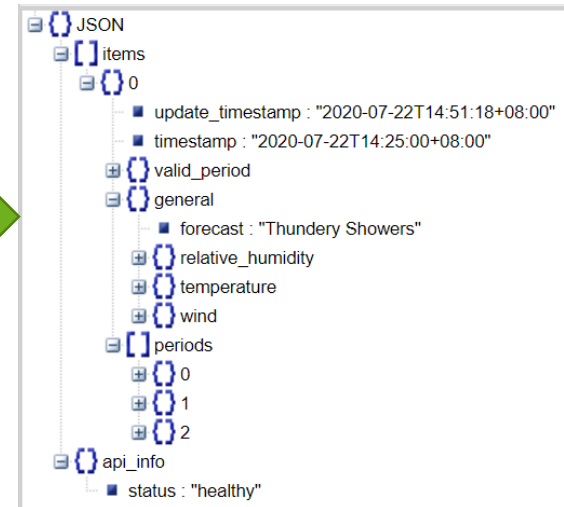 JSON
items
0
update_timestamp : "2020-07-22T14:51:18+08:00"
timestamp : "2020-07-22T14:25:00+08:00"
valid_period
general
forecast : "Thundery Showers"
relative_humidity
temperature
wind
periods
0
1
2
api_info
status : "healthy"